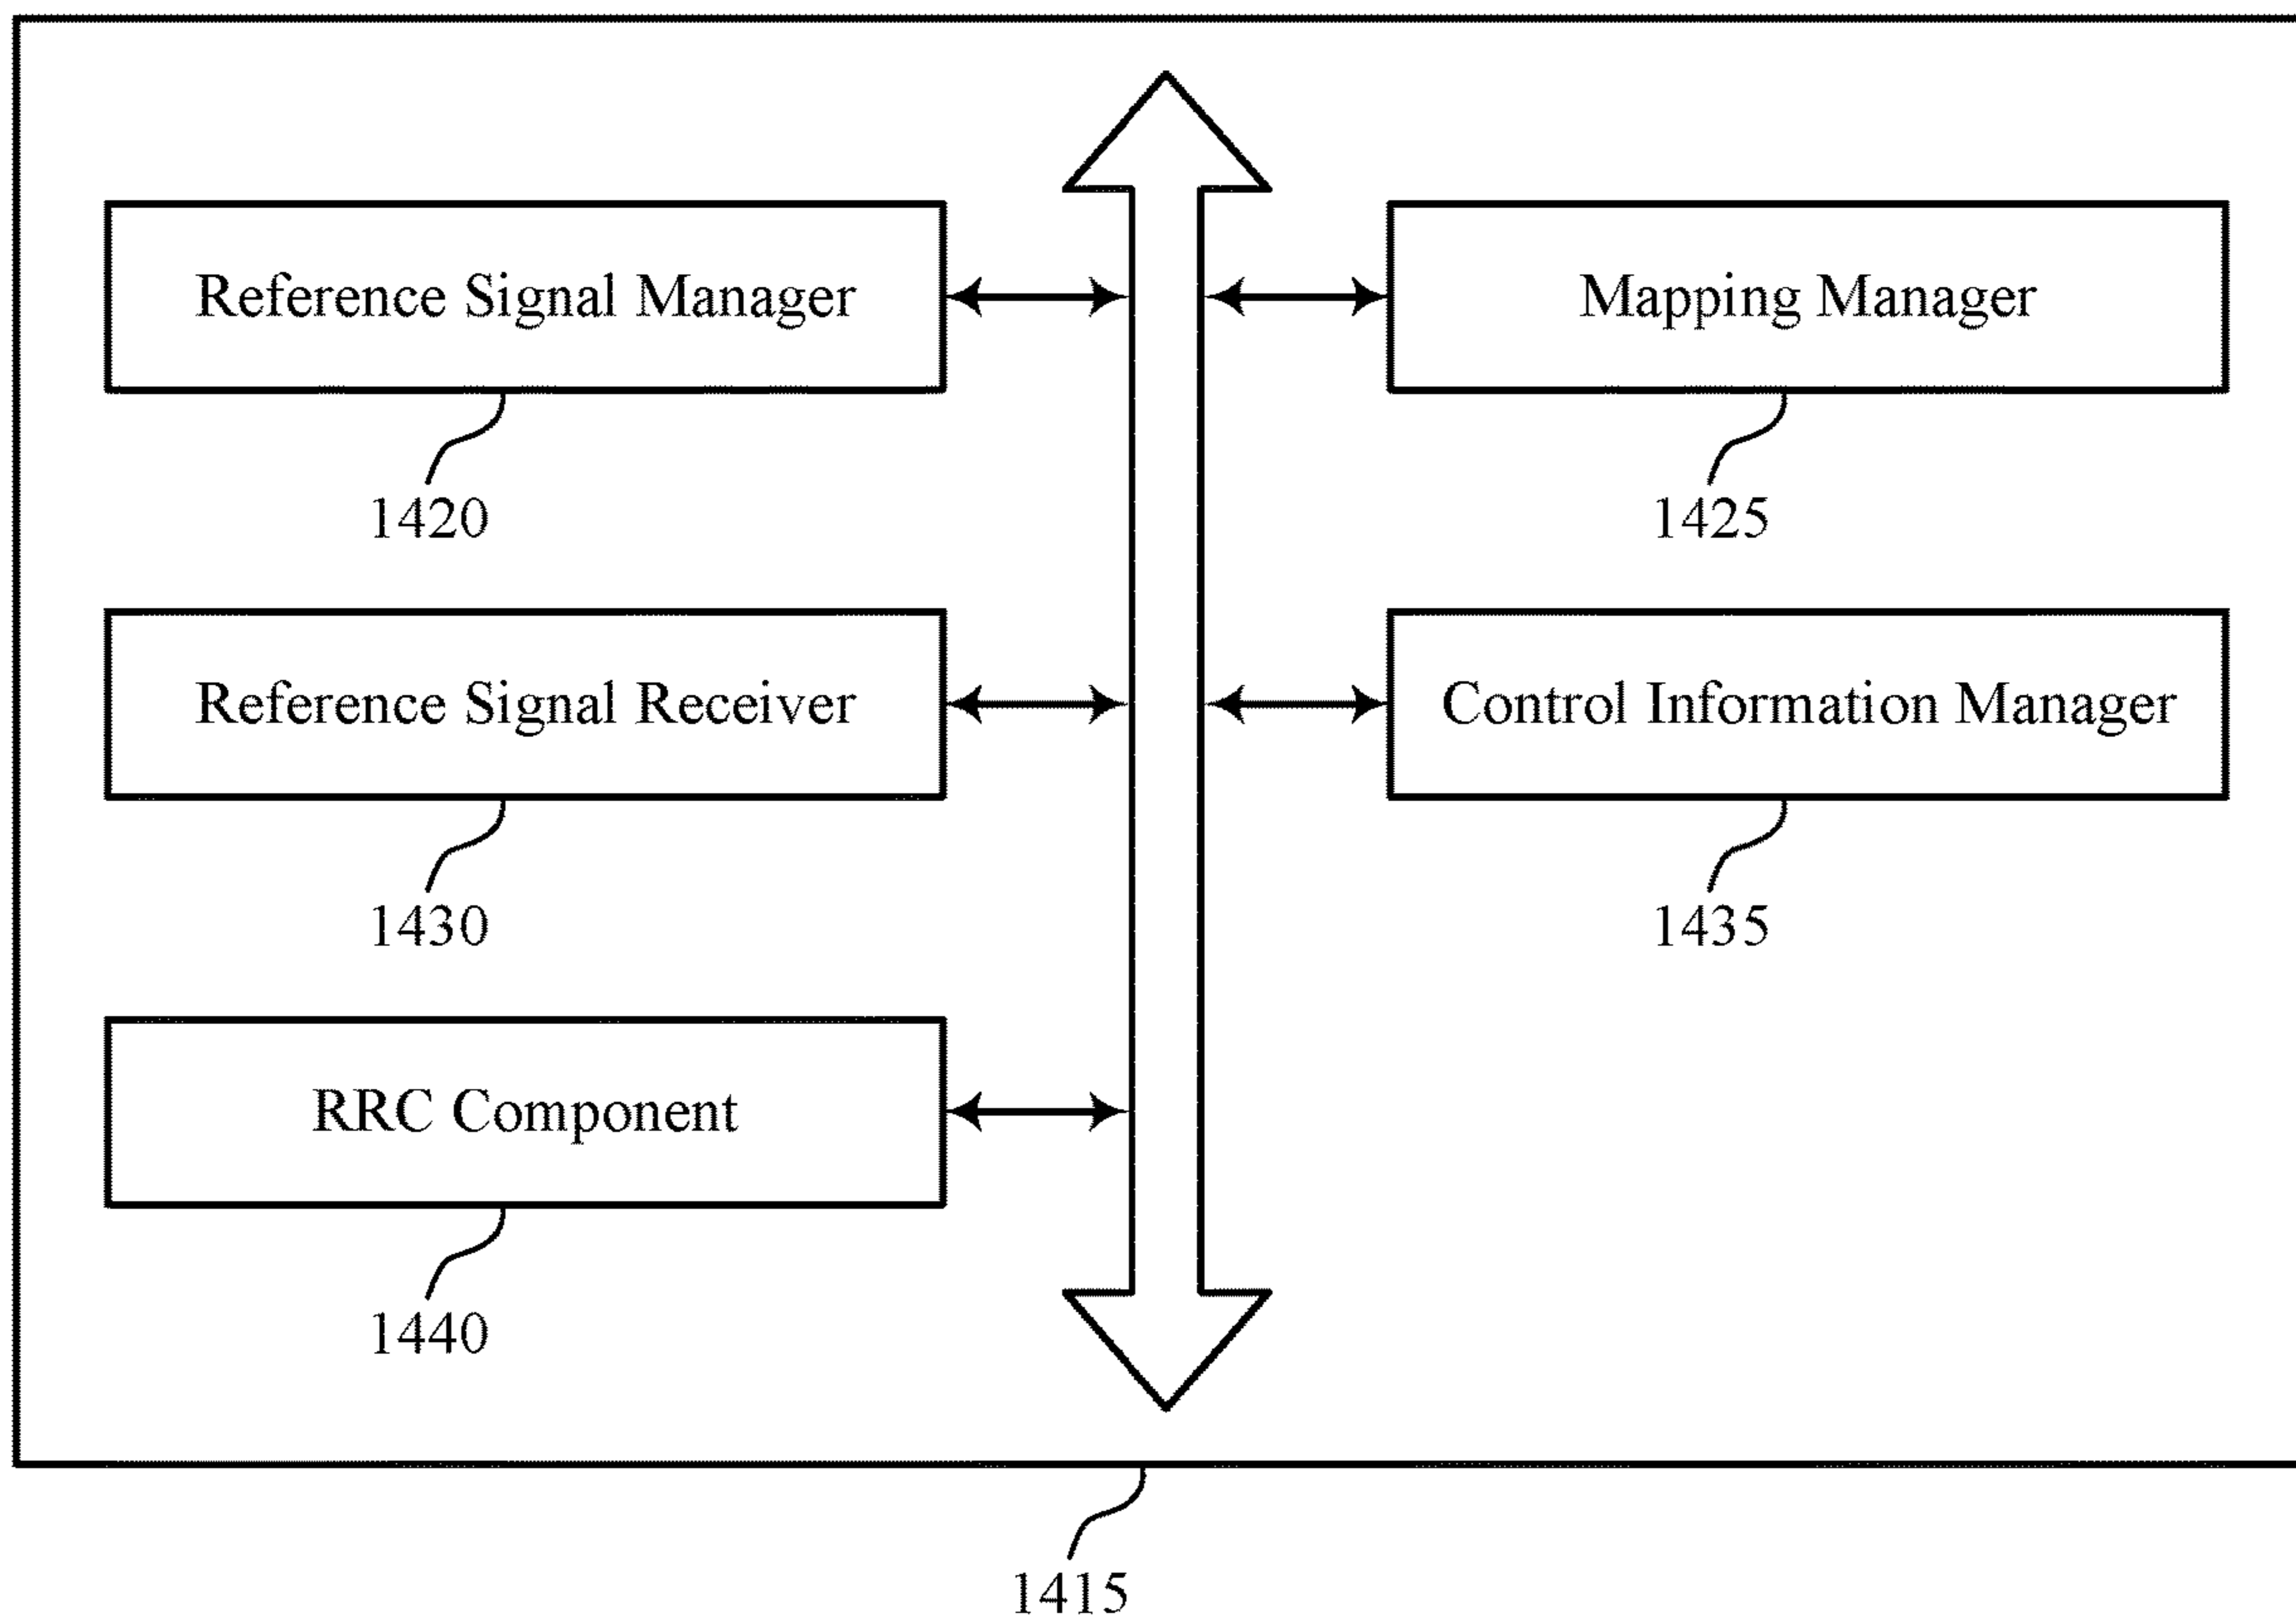 Reference Signal Manager
Mapping Manager
1420
1425
Reference Signal Receiver
Control Information Manager
1430
1435
RRC Component
1440
1415